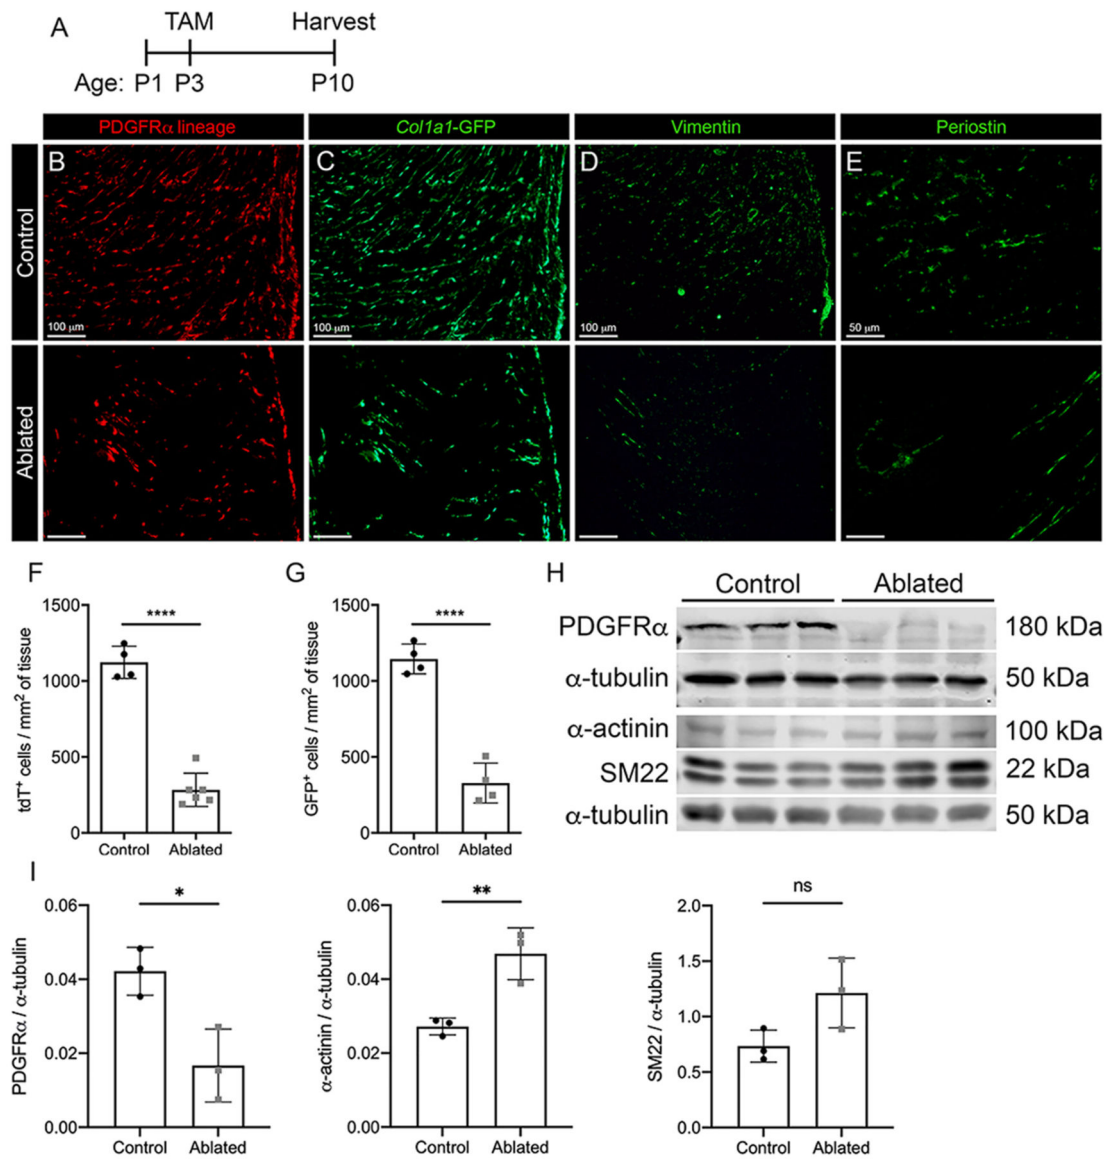 A
TAM Harvest
Age: P1 P3 P10
PDGFRα lineage Col1a1-GFP Vimentin Periostin
Control
B C D E
100 μm 100 μm 100 μm 50 μm
Ablated
F
tdT+ cells / mm2 of tissue
1500
1000
500
0
****
Control Ablated
G
GFP+ cells / mm2 of tissue
1500
1000
500
0
****
Control Ablated
H
Control Ablated
PDGFRα 180 kDa
α-tubulin 50 kDa
α-actinin 100 kDa
SM22 22 kDa
α-tubulin 50 kDa
I
PDGFRα / α-tubulin
0.06
0.04
0.02
0.00
*
Control Ablated
α-actinin / α-tubulin
0.06
0.04
0.02
0.00
**
Control Ablated
SM22 / α-tubulin
2.0
1.5
1.0
0.5
0.0
ns
Control Ablated